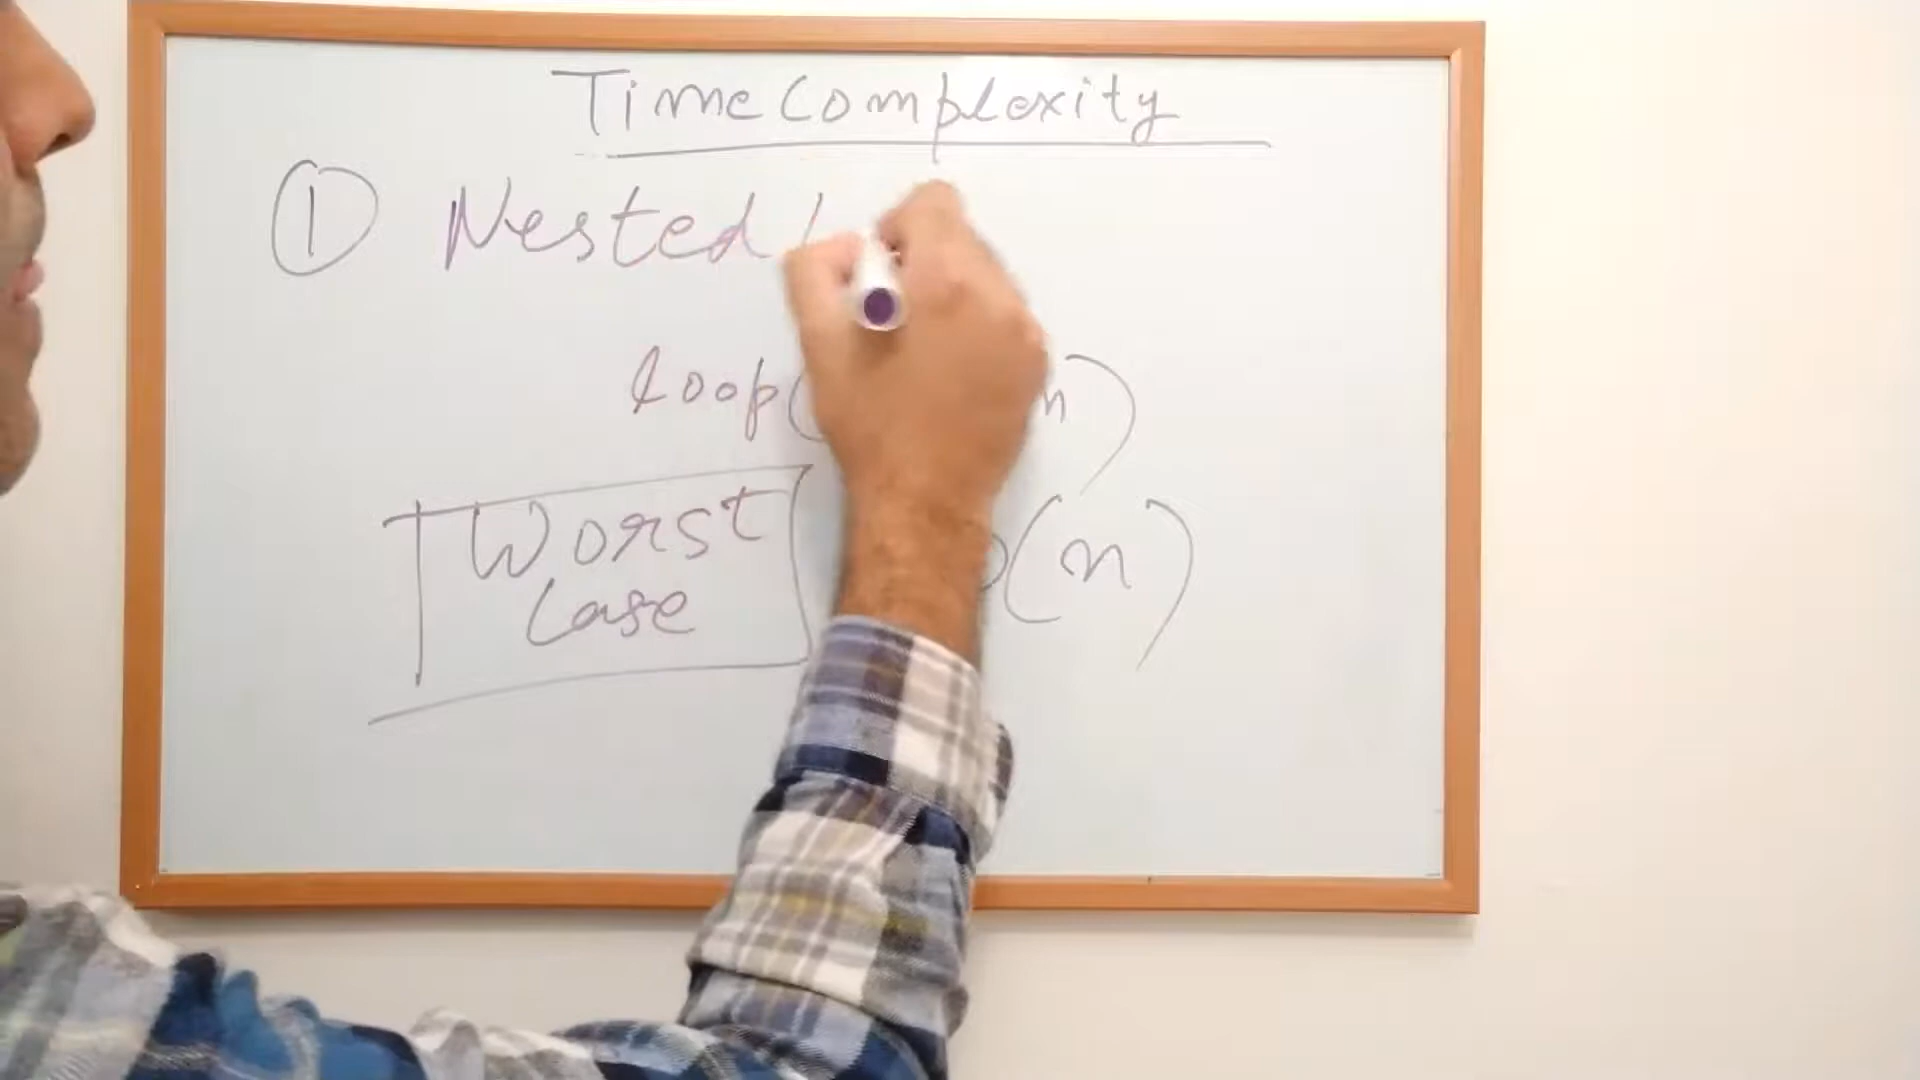 Time Complexity
① Nested
loop( n)
Worst
Case
O(n)